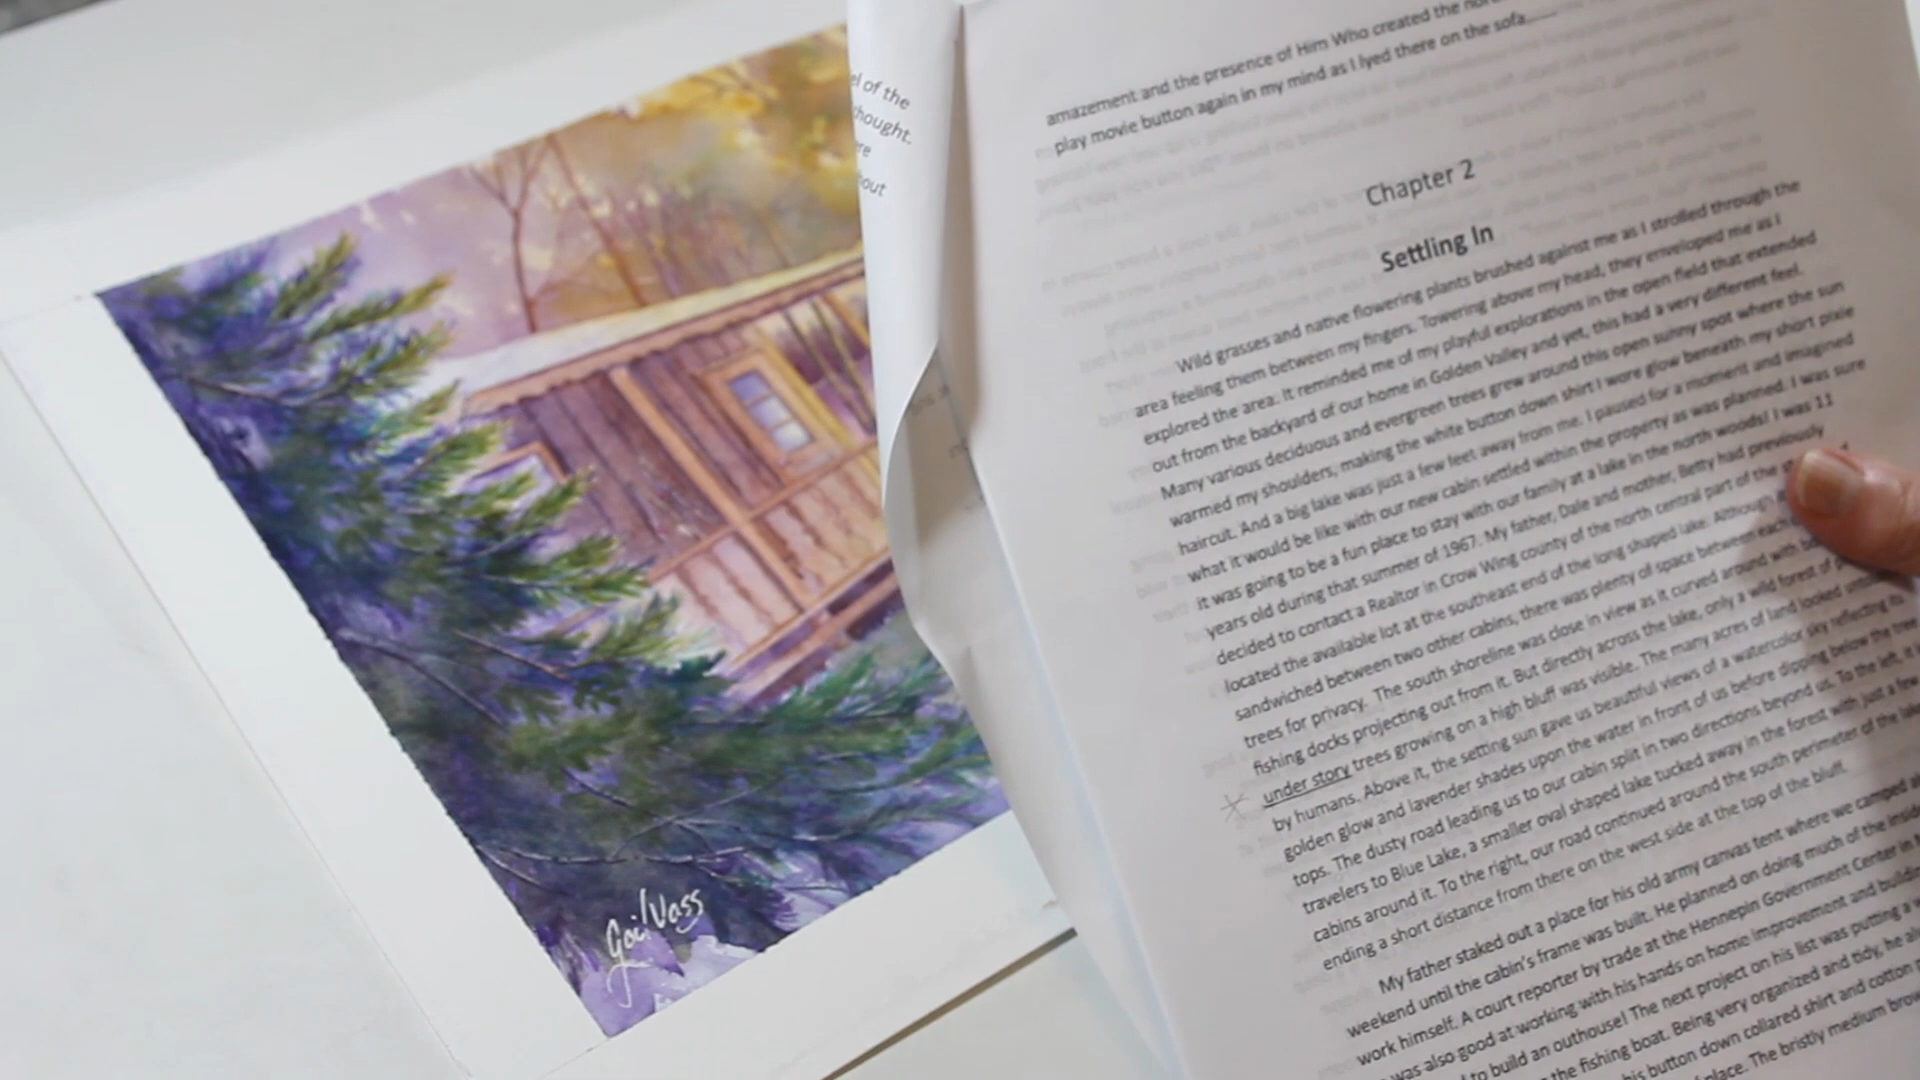 el of the
thought.
out
amazement and the presence of Him Who created the
play movie button again in my mind as I lyed there on the sofa......
Chapter 2
Settling In
Wild grasses and native flowering plants brushed against me as I strolled through the
area feeling them between my fingers. Towering above my head, they enveloped me as I
explored the area. It reminded me of my playful explorations in the open field that extended
out from the backyard of our home in Golden Valley and yet, this had a very different feel.
Many various deciduous and evergreen trees grew around this open sunny spot where the sun
warmed my shoulders, making the white button down shirt I wore glow beneath my short pixie
haircut. And a big lake was just a few feet away from me. I paused for a moment and imagined
what it would be like with our new cabin settled within the property as was planned. I was sure
it was going to be a fun place to stay with our family at a lake in the north woods! I was 11
years old during that summer of 1967. My father, Dale and mother, Betty had previously
decided to contact a Realtor in Crow Wing county of the north central part of the
located the available lot at the southeast end of the long shaped lake. Although
sandwiched between two other cabins, there was plenty of space between each
trees for privacy. The south shoreline was close in view as it curved around with
fishing docks projecting out from it. But directly across the lake, only a wild forest of
under story trees growing on a high bluff was visible. The many acres of land looked
by humans. Above it, the setting sun gave us beautiful views of a watercolor sky reflecting its
golden glow and lavender shades upon the water in front of us before dipping below the tree
tops. The dusty road leading us to our cabin split in two directions beyond us. To the left, it
travelers to Blue Lake, a smaller oval shaped lake tucked away in the forest with just a few
cabins around it. To the right, our road continued around the south perimeter of the lake
ending a short distance from there on the west side at the top of the bluff.
My father staked out a place for his old army canvas tent where we camped
weekend until the cabin's frame was built. He planned on doing much of the inside
work himself. A court reporter by trade at the Hennepin Government Center in
was also good at working with his hands on home improvement and
to build an outhouse! The next project on his list was putting a
the fishing boat. Being very organized and tidy, he
his button down collared shirt and cotton
place. The bristly medium
Gail Vass